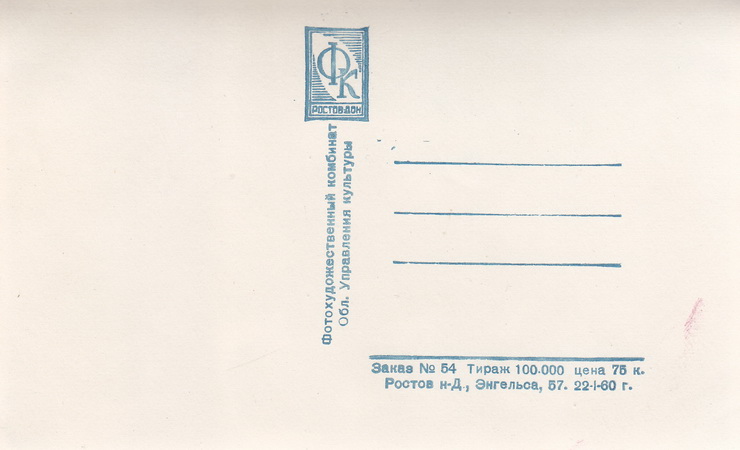 ФК
РОСТОВ-ДОН
Фотохудожественный комбинат
Обл. Управления культуры
Заказ № 54 Тираж 100.000 цена 75 к.
Ростов н-Д., Энгельса, 57. 22-I-60 г.